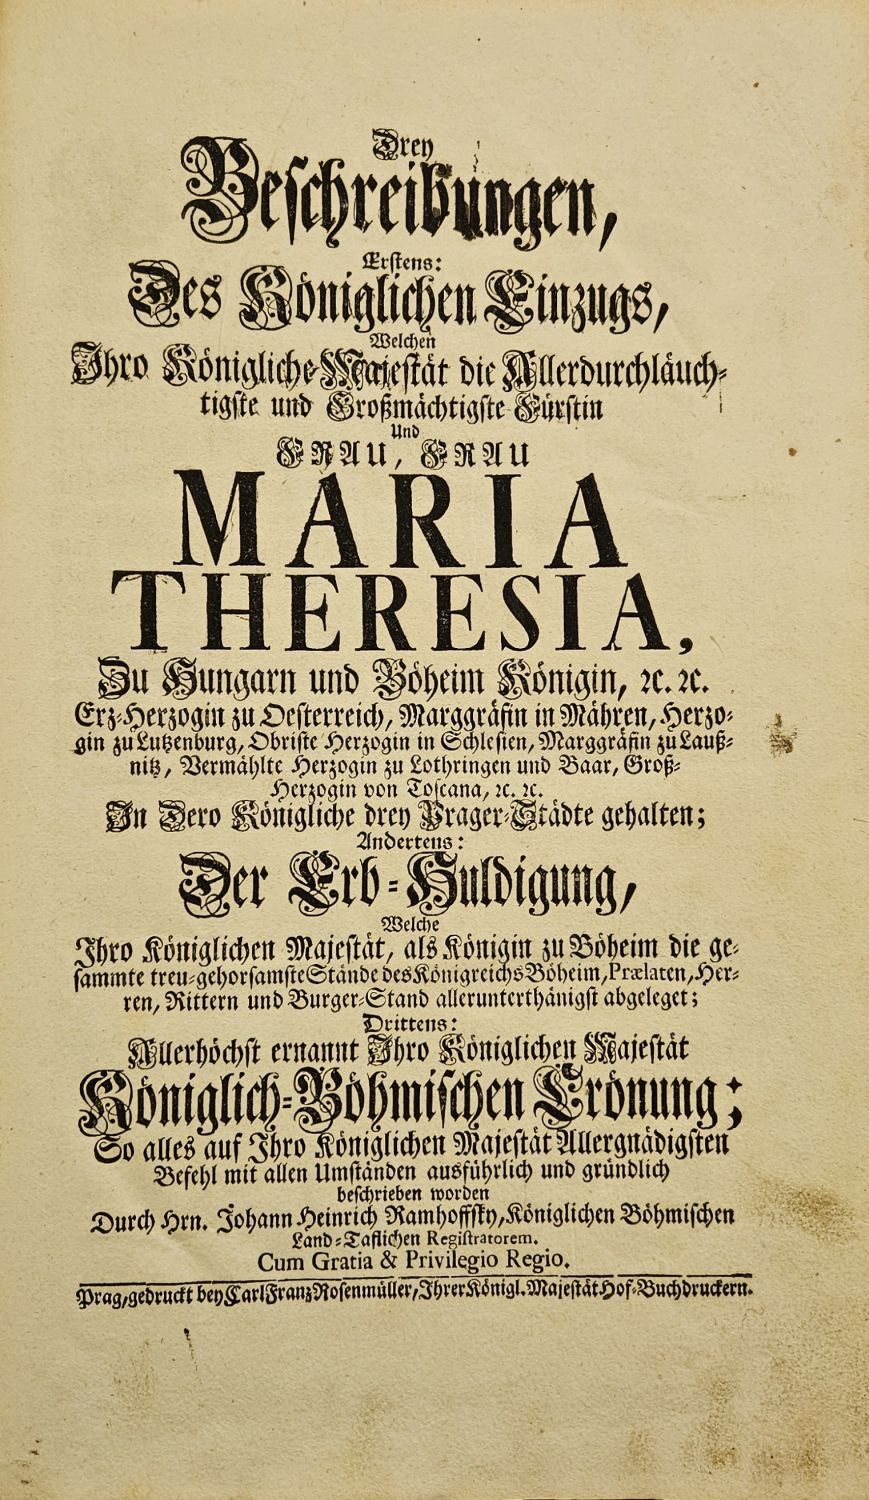 Drey
Beschreibungen,
Erstens:
Des Königlichen Einzugs,
Welchen
Ihro Königliche Majestät die Allerdurchläuch-
tigste und Großmächtigste Fürstin
Und
FRAU, FRAU
MARIA
THERESIA,
Zu Hungarn und Böheim Königin, ꝛc. ꝛc.
Erz-Herzogin zu Oesterreich, Marggräfin in Mähren, Herzo-
gin zu Lutzenburg, Obriste Herzogin in Schlesien, Marggräfin zu Lauß-
nitz, Vermählte Herzogin zu Lothringen und Baar, Groß-
Herzogin von Toscana, ꝛc. ꝛc.
In Dero Königliche drey Prager-Städte gehalten;
Andertens:
Der Erb-Huldigung,
Welche
Ihro Königlichen Majestät, als Königin zu Böheim die ge-
sammte treu-gehorsamste Stände des Königreichs Böheim, Prælaten, Her-
ren, Rittern und Burger-Stand allerunterthänigst abgeleget;
Drittens:
Allerhöchst ernannt Ihro Königlichen Majestät
Königlich-Böhmischen Crönung;
So alles auf Ihro Königlichen Majestät Allergnädigsten
Befehl mit allen Umständen ausführlich und gründlich
beschrieben worden
Durch Hrn. Johann Heinrich Ramhoffsky, Königlichen Böhmischen
Land-Taflichen Registratorem.
Cum Gratia & Privilegio Regio.
Prag, gedruckt bey Carl Franz Rosenmüller, Ihrer Königl. Majestät Hof-Buchdruckern.